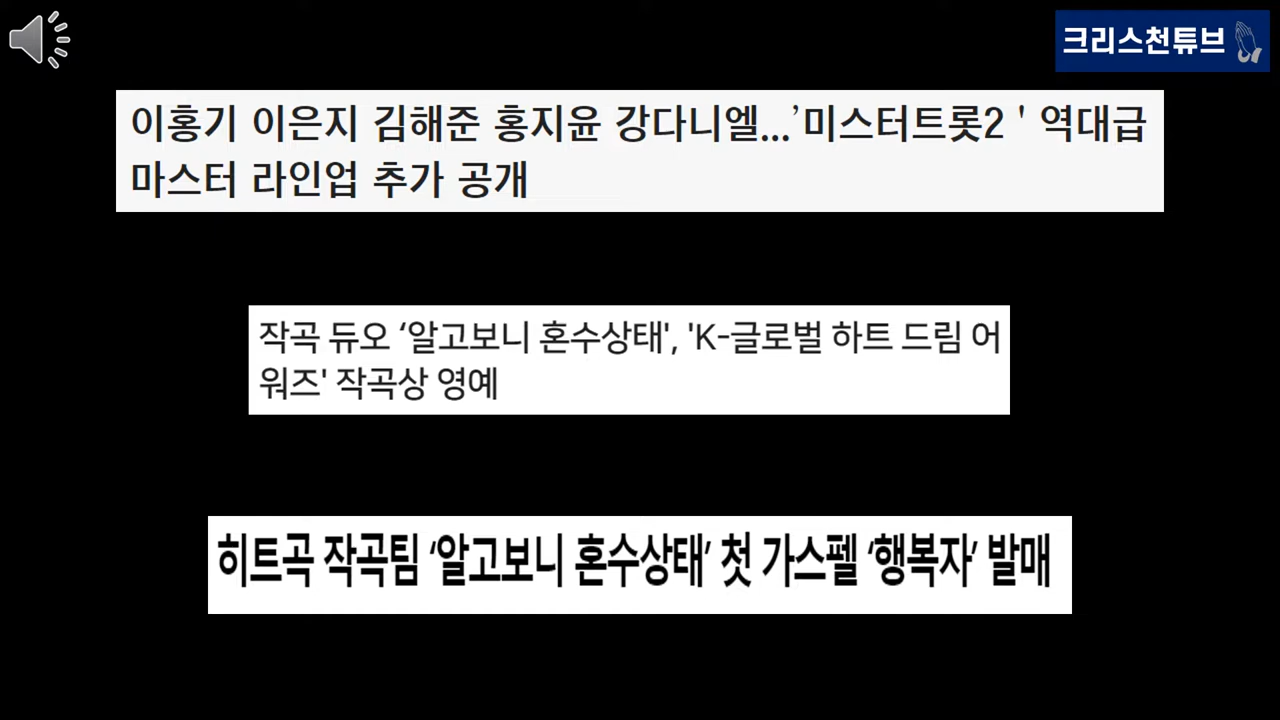 크리스천튜브
이홍기 이은지 김해준 홍지윤 강다니엘...’미스터트롯2 ' 역대급
마스터 라인업 추가 공개
작곡 듀오 ‘알고보니 혼수상태', 'K-글로벌 하트 드림 어
워즈' 작곡상 영예
히트곡 작곡팀 ‘알고보니 혼수상태’ 첫 가스펠 ‘행복자’ 발매